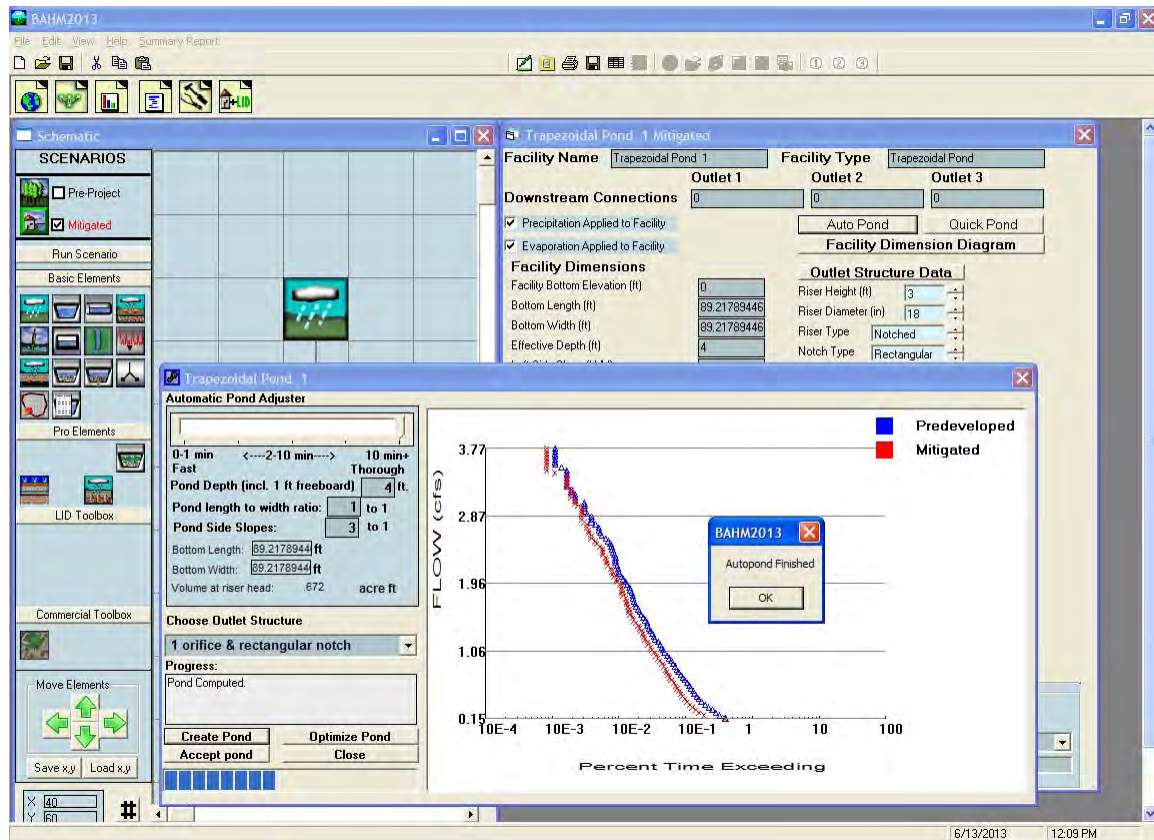 BAHM2013
File Edit View Help Summary Report
Schematic
SCENARIOS
Pre-Project
Mitigated
Run Scenario
Basic Elements
Pro Elements
LID Toolbox
Commercial Toolbox
Move Elements
Save x,y Load x,y
X 40
Y 60
#
Trapezoidal Pond 1 Mitigated
Facility Name Trapezoidal Pond 1 Facility Type Trapezoidal Pond
Outlet 1 Outlet 2 Outlet 3
Downstream Connections 0 0 0
Precipitation Applied to Facility Auto Pond Quick Pond
Evaporation Applied to Facility Facility Dimension Diagram
Facility Dimensions Outlet Structure Data
Facility Bottom Elevation (ft) 0 Riser Height (ft) 3
Bottom Length (ft) 89.21789446 Riser Diameter (in) 18
Bottom Width (ft) 89.21789446 Riser Type Notched
Effective Depth (ft) 4 Notch Type Rectangular
Trapezoidal Pond 1
Automatic Pond Adjuster
0-1 min <----2-10 min----> 10 min+
Fast Thorough
Pond Depth (incl. 1 ft freeboard) 4 ft.
Pond length to width ratio: 1 to 1
Pond Side Slopes: 3 to 1
Bottom Length: 89.2178944 ft
Bottom Width: 89.2178944 ft
Volume at riser head: .672 acre ft
Choose Outlet Structure
1 orifice & rectangular notch
Progress:
Pond Computed.
Create Pond Optimize Pond
Accept pond Close
Predeveloped
Mitigated
FLOW (cfs)
3.77
2.87
1.96
1.06
0.15
10E-4 10E-3 10E-2 10E-1 1 10 100
Percent Time Exceeding
BAHM2013
Autopond Finished
OK
6/13/2013 12:09 PM